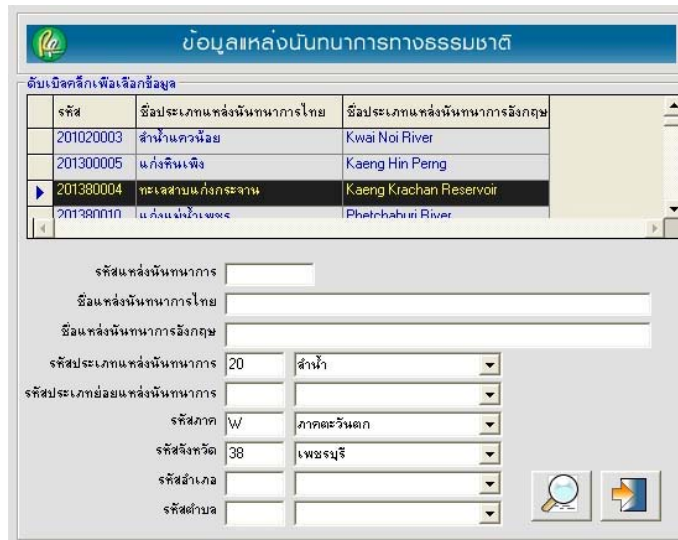 ข้อมูลแหล่งนันทนาการทางธรรมชาติ
ดับเบิลคลิ๊กเพื่อเลือกข้อมูล
รหัส ชื่อประเภทแหล่งนันทนาการไทย ชื่อประเภทแหล่งนันทนาการอังกฤษ
201020003 ลำน้ำแควน้อย Kwai Noi River
201300005 แก่งหินเพิง Kaeng Hin Perng
201380004 ทะเลสาบแก่งกระจาน Kaeng Krachan Reservoir
201380010 แก่งแม่น้ำเพชร Phetchaburi River
รหัสแหล่งนันทนาการ
ชื่อแหล่งนันทนาการไทย
ชื่อแหล่งนันทนาการอังกฤษ
รหัสประเภทแหล่งนันทนาการ 20 ลำน้ำ
รหัสประเภทย่อยแหล่งนันทนาการ
รหัสภาค W ภาคตะวันตก
รหัสจังหวัด 38 เพชรบุรี
รหัสอำเภอ
รหัสตำบล